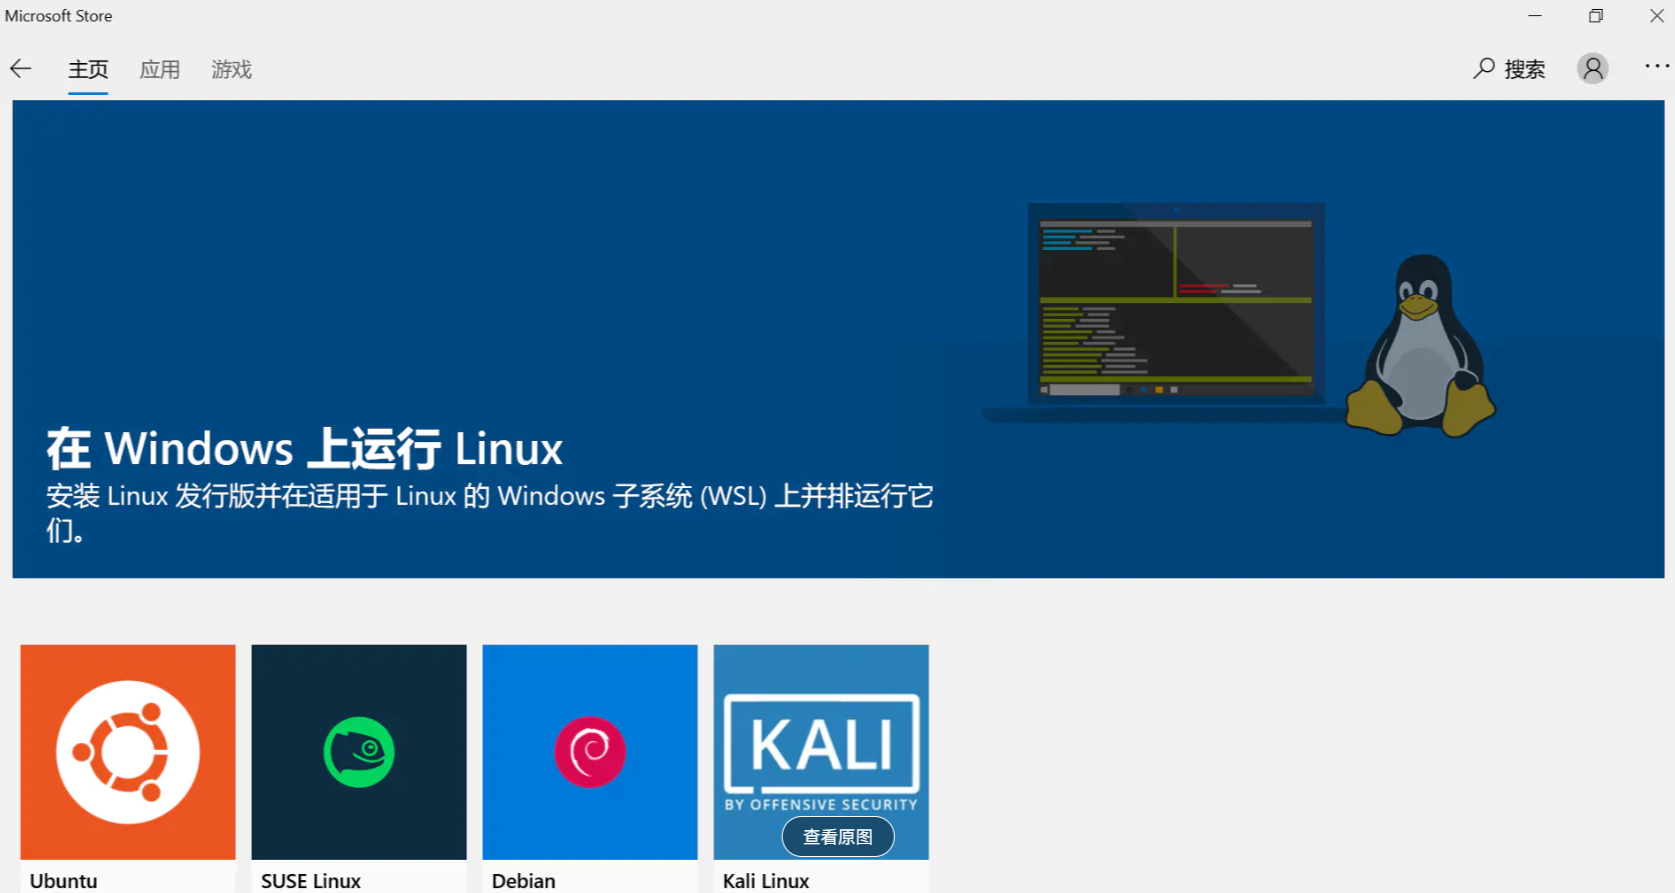 Microsoft Store
主页 应用 游戏 搜索
在 Windows 上运行 Linux
安装 Linux 发行版并在适用于 Linux 的 Windows 子系统 (WSL) 上并排运行它
们。
KALI
BY OFFENSIVE SECURITY
查看原图
Ubuntu SUSE Linux Debian Kali Linux